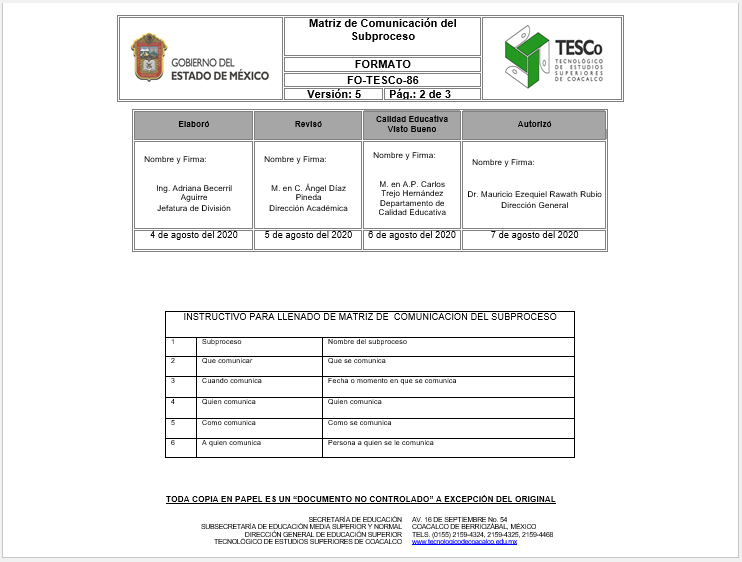 GOBIERNO DEL
ESTADO DE MÉXICO
Matriz de Comunicación del
Subproceso
FORMATO
FO-TESCo-86
Versión: 5 Pág.: 2 de 3
TESCo
TECNOLÓGICO
DE ESTUDIOS
SUPERIORES
DE COACALCO
Elaboró Revisó Calidad Educativa Autorizó
Visto Bueno
Nombre y Firma: Nombre y Firma: Nombre y Firma: Nombre y Firma:
Ing. Adriana Becerril
Aguirre
Jefatura de División
M. en C. Ángel Díaz
Pineda
Dirección Académica
M. en A.P. Carlos
Trejo Hernández
Departamento de
Calidad Educativa
Dr. Mauricio Ezequiel Rawath Rubio
Dirección General
4 de agosto del 2020 5 de agosto del 2020 6 de agosto del 2020 7 de agosto del 2020
INSTRUCTIVO PARA LLENADO DE MATRIZ DE COMUNICACION DEL SUBPROCESO
1 Subproceso Nombre del subproceso
2 Que comunicar Que se comunica
3 Cuando comunica Fecha o momento en que se comunica
4 Quien comunica Quien comunica
5 Como comunica Como se comunica
6 A quien comunica Persona a quien se le comunica
TODA COPIA EN PAPEL ES UN “DOCUMENTO NO CONTROLADO” A EXCEPCIÓN DEL ORIGINAL
SECRETARÍA DE EDUCACIÓN
SUBSECRETARÍA DE EDUCACIÓN MEDIA SUPERIOR Y NORMAL
DIRECCIÓN GENERAL DE EDUCACIÓN SUPERIOR
TECNOLÓGICO DE ESTUDIOS SUPERIORES DE COACALCO
AV. 16 DE SEPTIEMBRE No. 54
COACALCO DE BERRIOZÁBAL, MÉXICO
TELS. (0155) 2159-4324, 2159-4325, 2159-4468
www.tecnologicodecoacalco.edu.mx